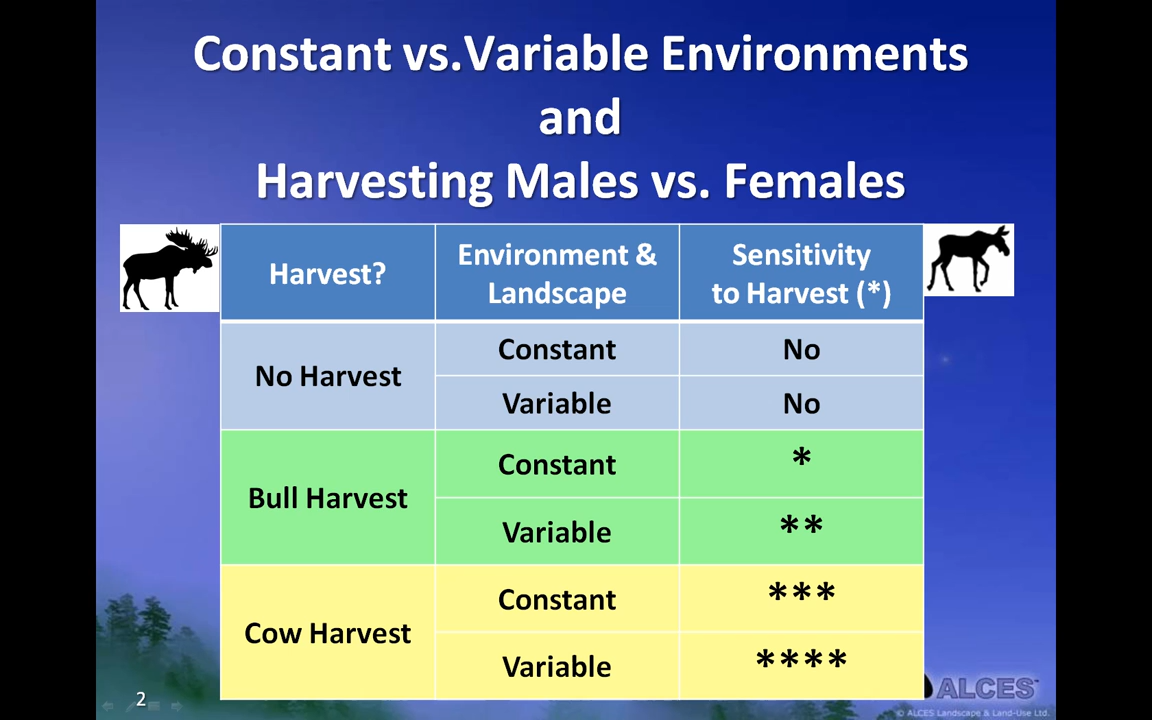 Constant vs.Variable Environments
and
Harvesting Males vs. Females
Harvest?
Environment &
Landscape
Sensitivity
to Harvest (*)
No Harvest
Constant
No
Variable
No
Bull Harvest
Constant
*
Variable
**
Cow Harvest
Constant
***
Variable
****
2
ALCES™
© ALCES Landscape & Land-Use Ltd.